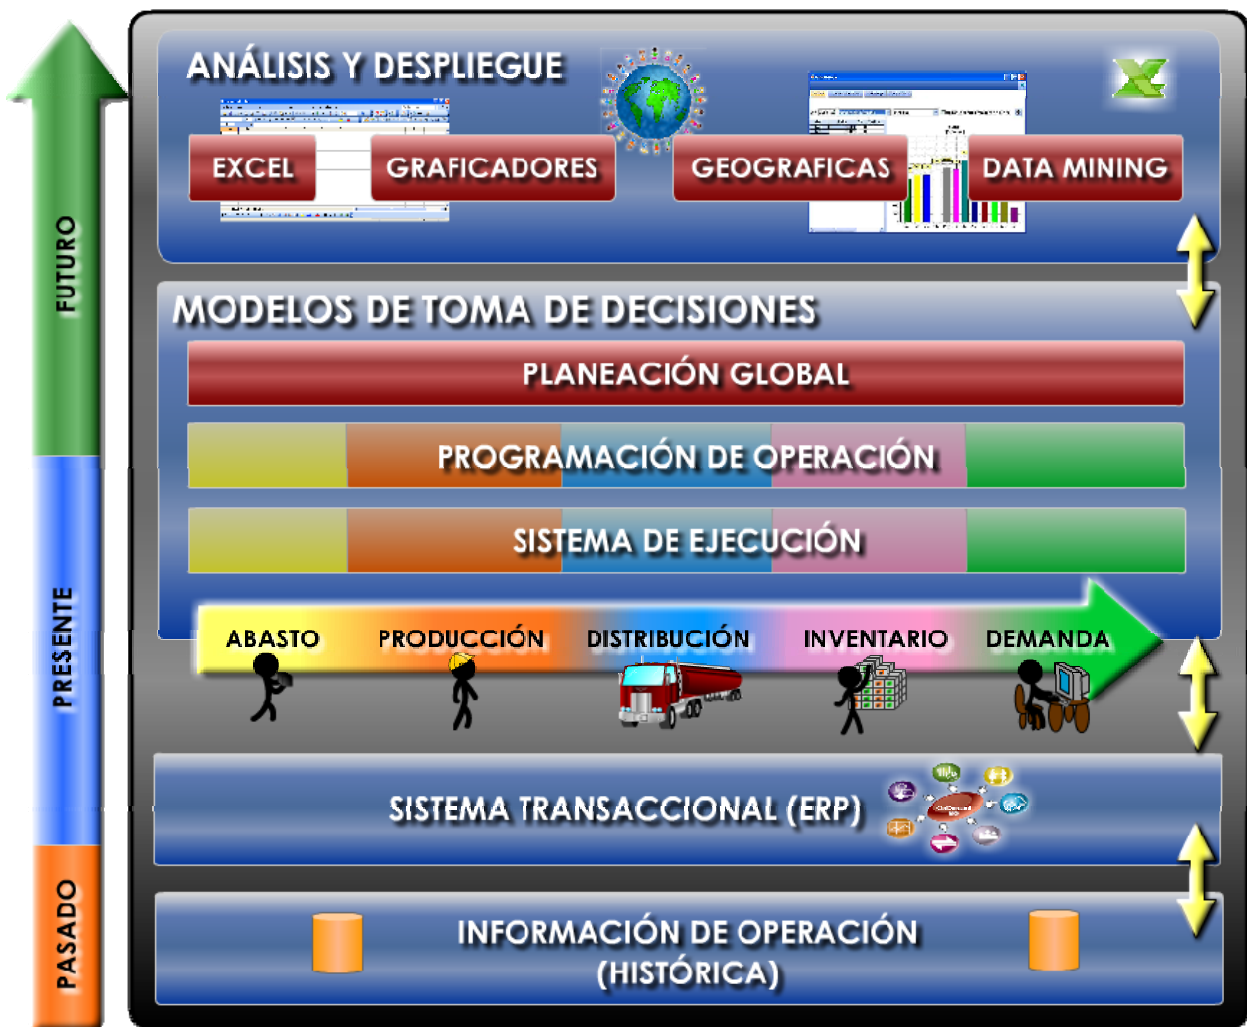 ANÁLISIS Y DESPLIEGUE
EXCEL
GRAFICADORES
GEOGRAFICAS
DATA MINING
MODELOS DE TOMA DE DECISIONES
PLANEACIÓN GLOBAL
PROGRAMACIÓN DE OPERACIÓN
SISTEMA DE EJECUCIÓN
ABASTO
PRODUCCIÓN
DISTRIBUCIÓN
INVENTARIO
DEMANDA
SISTEMA TRANSACCIONAL (ERP)
INFORMACIÓN DE OPERACIÓN
(HISTÓRICA)
FUTURO
PRESENTE
PASADO